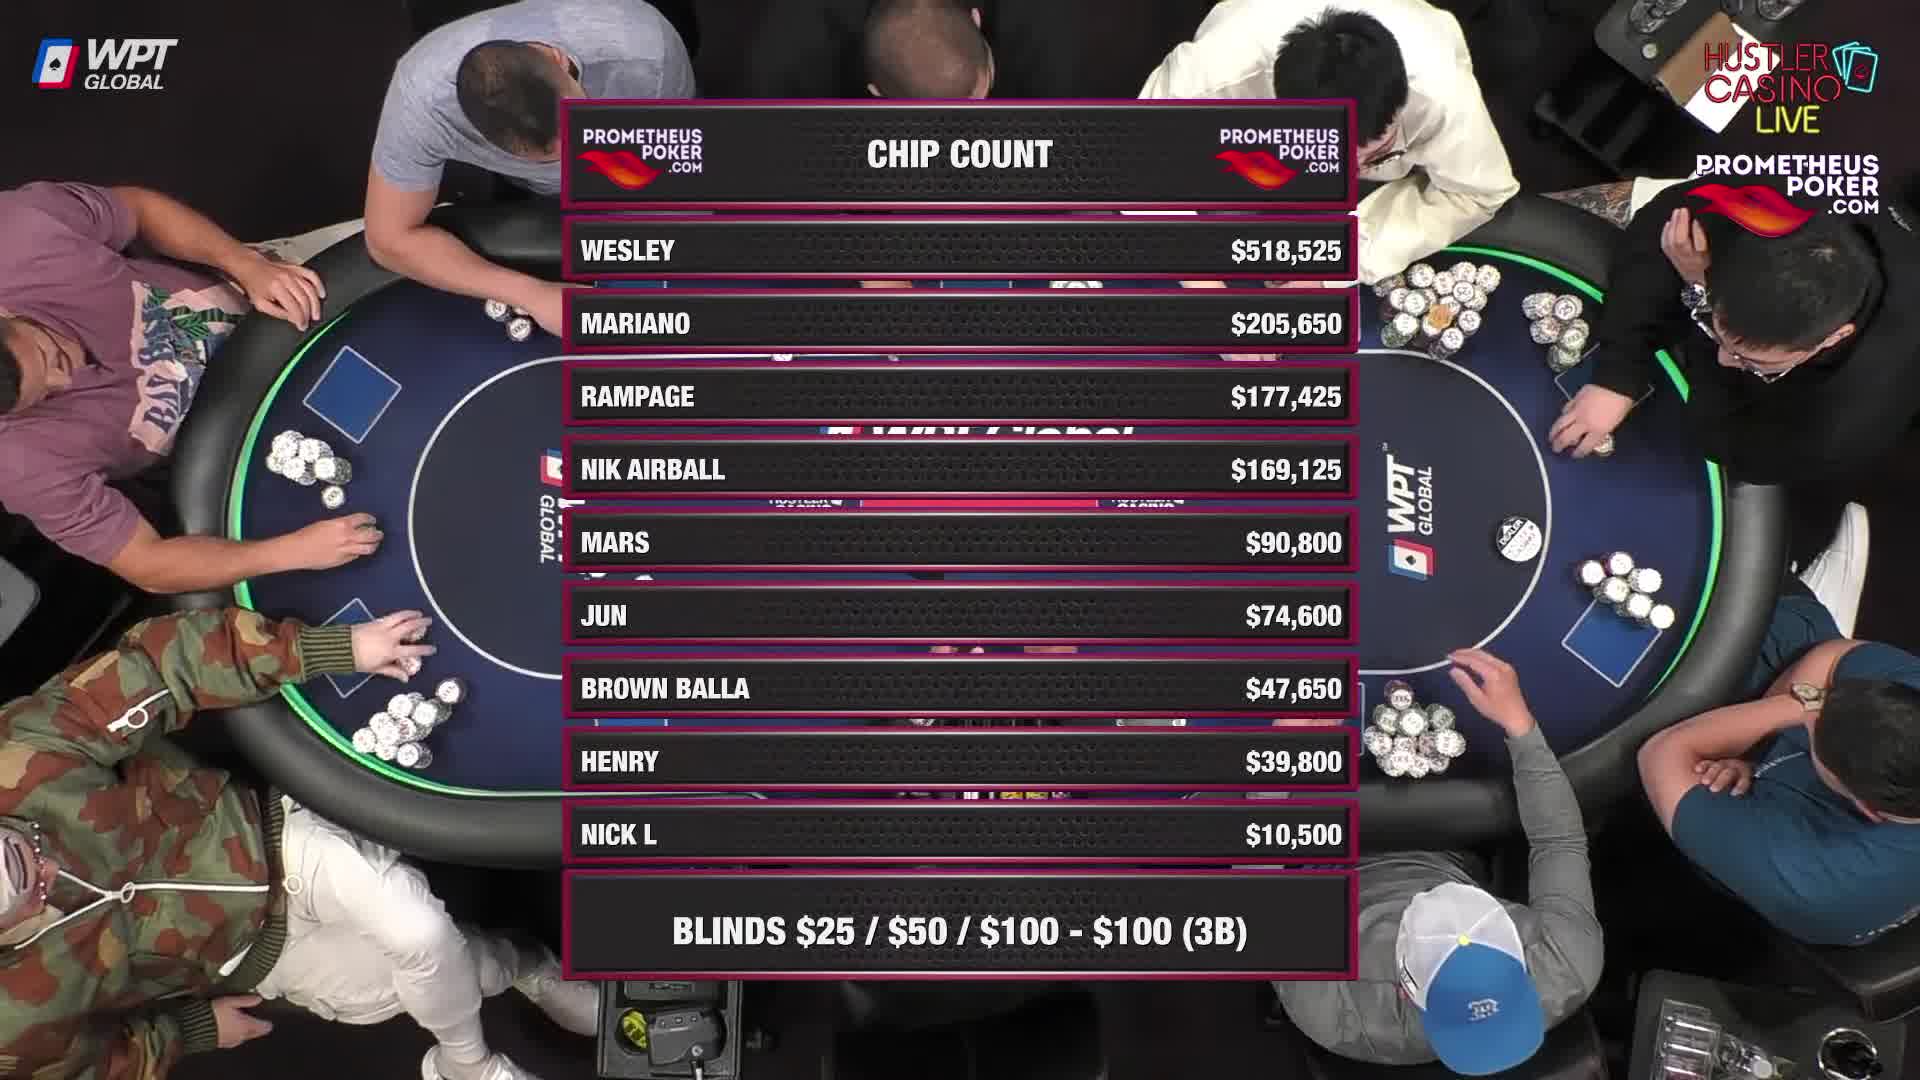 WPT
GLOBAL
HUSTLER
CASINO
LIVE
PROMETHEUS
POKER
.COM
PROMETHEUS
POKER
.COM
CHIP COUNT
PROMETHEUS
POKER
.COM
WESLEY $518,525
MARIANO $205,650
RAMPAGE $177,425
NIK AIRBALL $169,125
MARS $90,800
JUN $74,600
BROWN BALLA $47,650
HENRY $39,800
NICK L $10,500
BLINDS $25 / $50 / $100 - $100 (3B)
GLOBAL
WPT
GLOBAL
DEALER